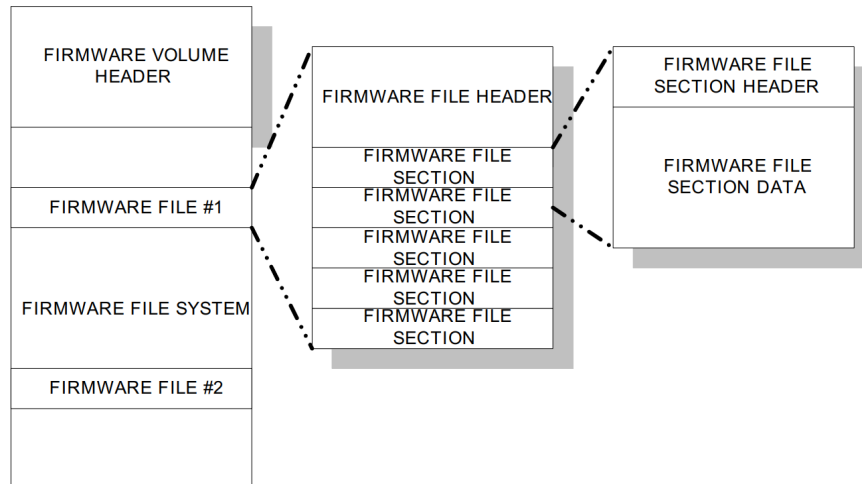 FIRMWARE VOLUME
HEADER
FIRMWARE FILE #1
FIRMWARE FILE SYSTEM
FIRMWARE FILE #2
FIRMWARE FILE HEADER
FIRMWARE FILE
SECTION
FIRMWARE FILE
SECTION
FIRMWARE FILE
SECTION
FIRMWARE FILE
SECTION
FIRMWARE FILE
SECTION
FIRMWARE FILE
SECTION HEADER
FIRMWARE FILE
SECTION DATA